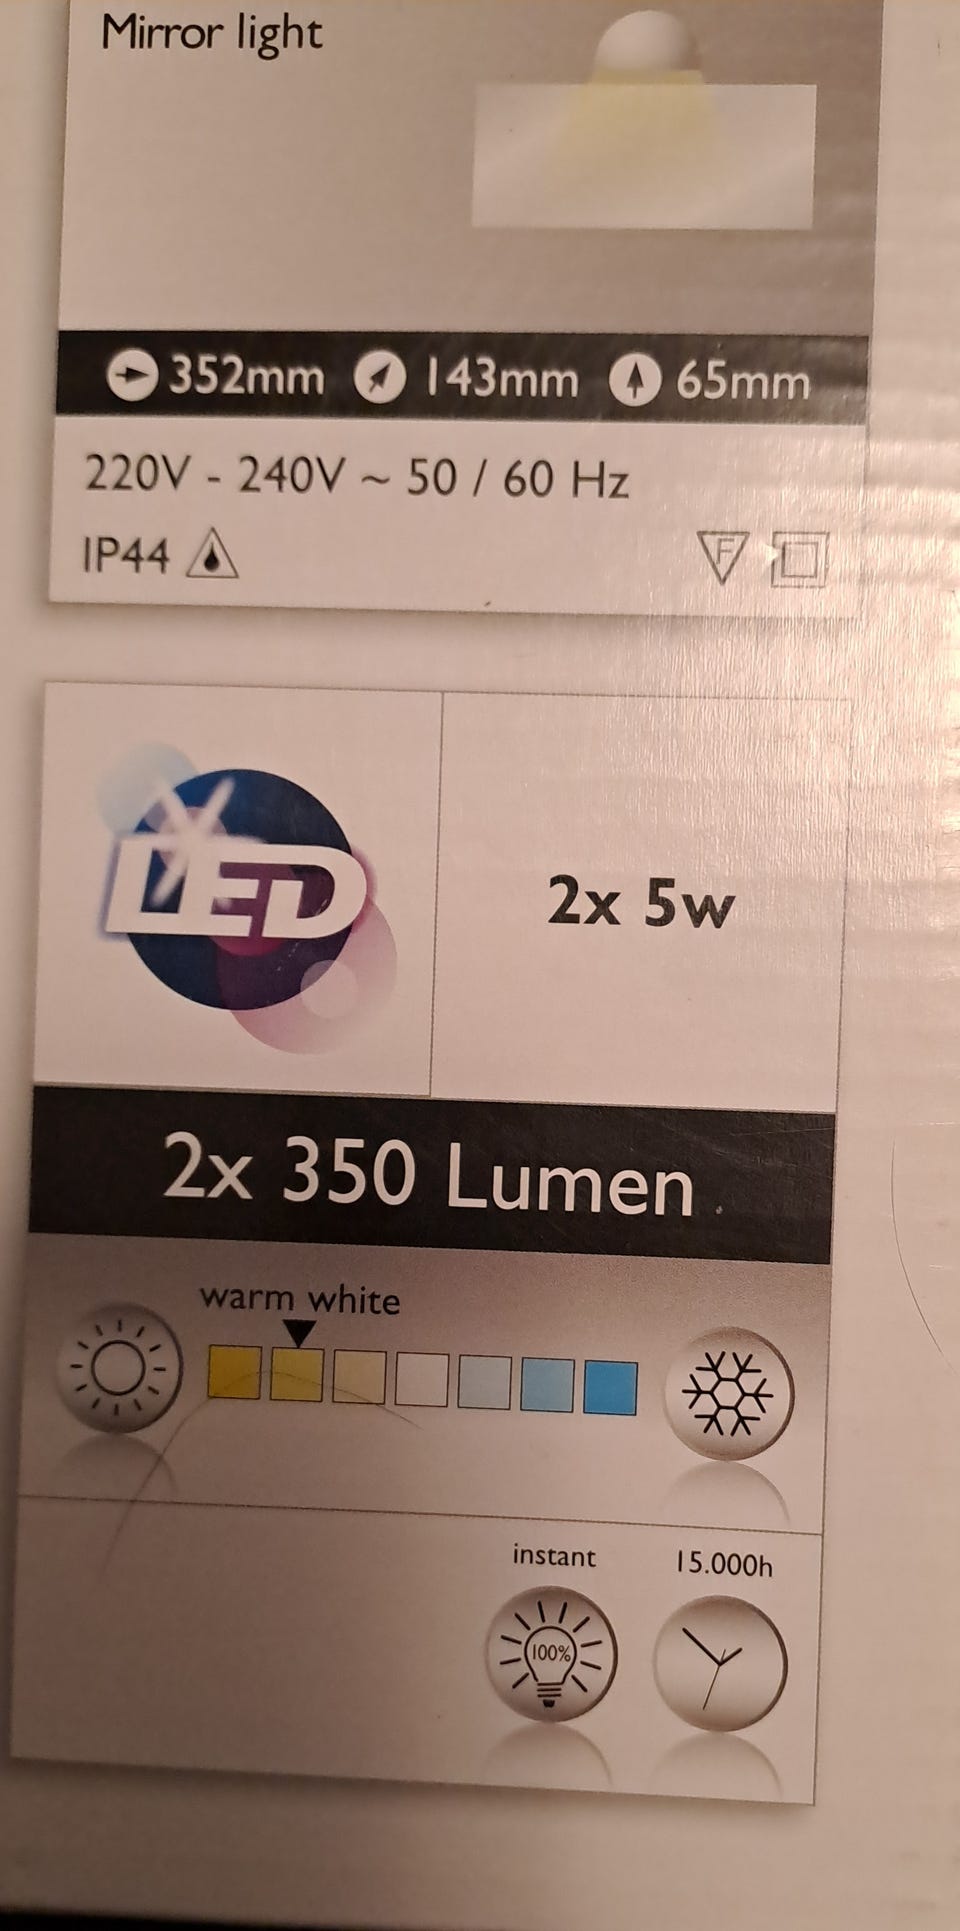 Mirror light
352mm 143mm 65mm
220V - 240V ~ 50 / 60 Hz
IP44
F
LED
2x 5w
2x 350 Lumen
warm white
instant 15.000h
100%